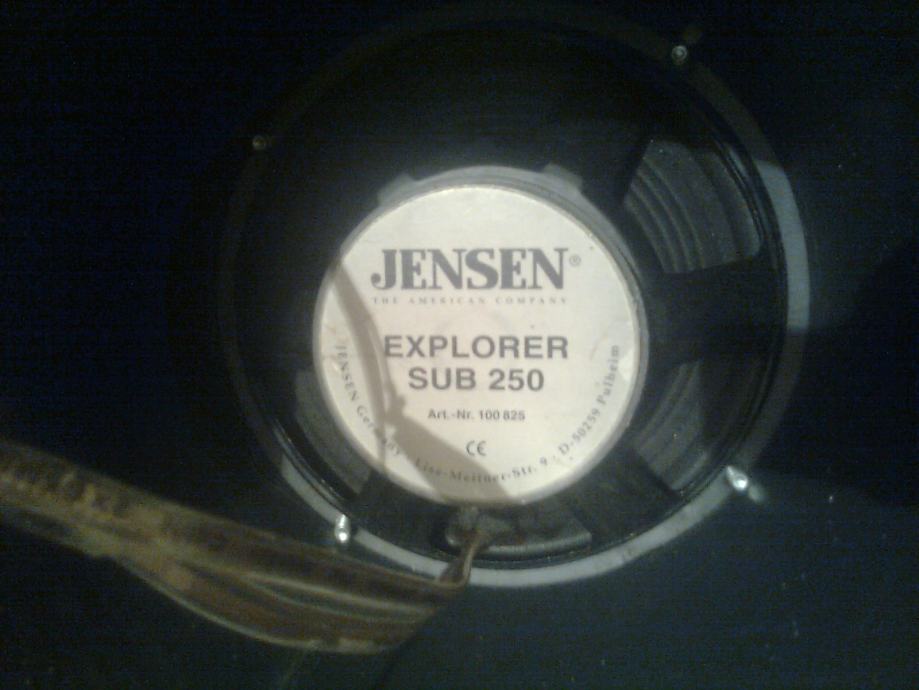 JENSEN®
THE AMERICAN COMPANY
EXPLORER
SUB 250
Art.-Nr. 100 825
CE
JENSEN Germany · Lise-Meitner-Str. 9 · D-50259 Pulheim